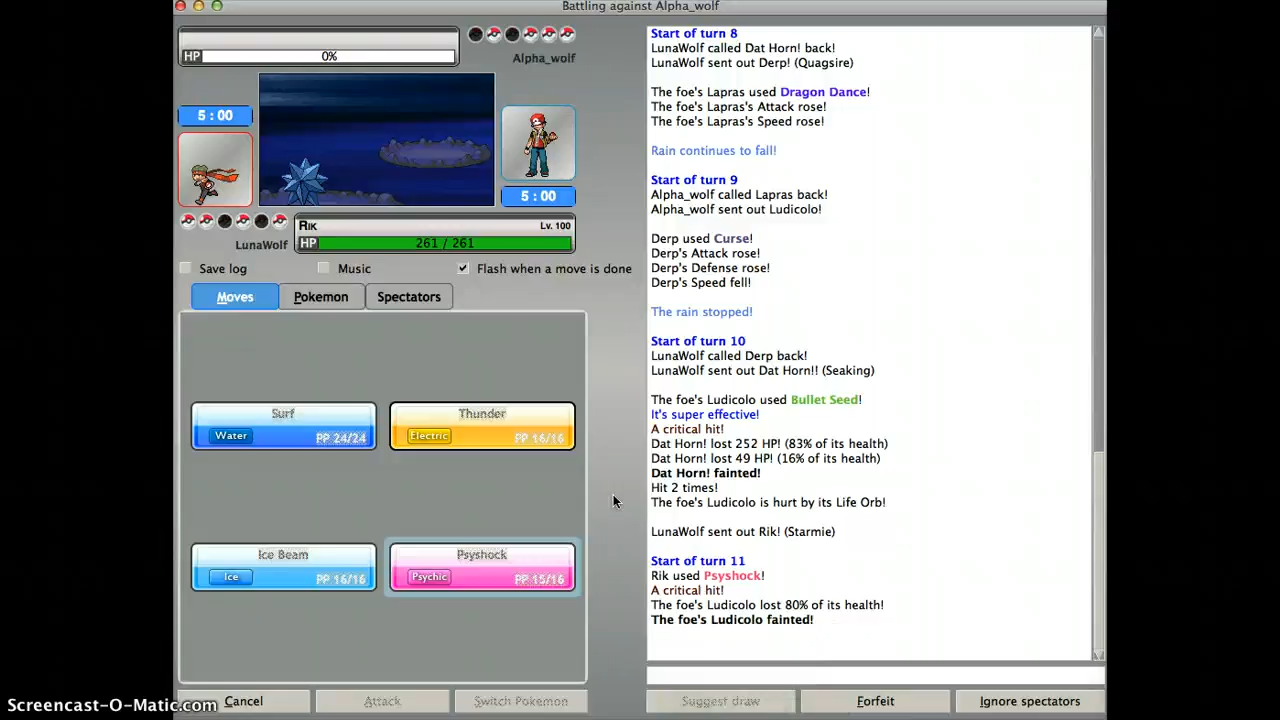 Battling against Alpha_wolf
HP 0%
Alpha_wolf
5:00
5:00
RIK Lv. 100
HP 261 / 261
LunaWolf
Save log
Music
Flash when a move is done
Moves
Pokemon
Spectators
Surf
Water PP 24/24
Thunder
Electric PP 16/16
Ice Beam
Ice PP 16/16
Psyshock
Psychic PP 15/16
Cancel
Attack
Switch Pokemon
Start of turn 8
LunaWolf called Dat Horn! back!
LunaWolf sent out Derp! (Quagsire)
The foe's Lapras used Dragon Dance!
The foe's Lapras's Attack rose!
The foe's Lapras's Speed rose!
Rain continues to fall!
Start of turn 9
Alpha_wolf called Lapras back!
Alpha_wolf sent out Ludicolo!
Derp used Curse!
Derp's Attack rose!
Derp's Defense rose!
Derp's Speed fell!
The rain stopped!
Start of turn 10
LunaWolf called Derp back!
LunaWolf sent out Dat Horn!! (Seaking)
The foe's Ludicolo used Bullet Seed!
It's super effective!
A critical hit!
Dat Horn! lost 252 HP! (83% of its health)
Dat Horn! lost 49 HP! (16% of its health)
Dat Horn! fainted!
Hit 2 times!
The foe's Ludicolo is hurt by its Life Orb!
LunaWolf sent out Rik! (Starmie)
Start of turn 11
Rik used Psyshock!
A critical hit!
The foe's Ludicolo lost 80% of its health!
The foe's Ludicolo fainted!
Suggest draw
Forfeit
Ignore spectators
Screencast-O-Matic.com